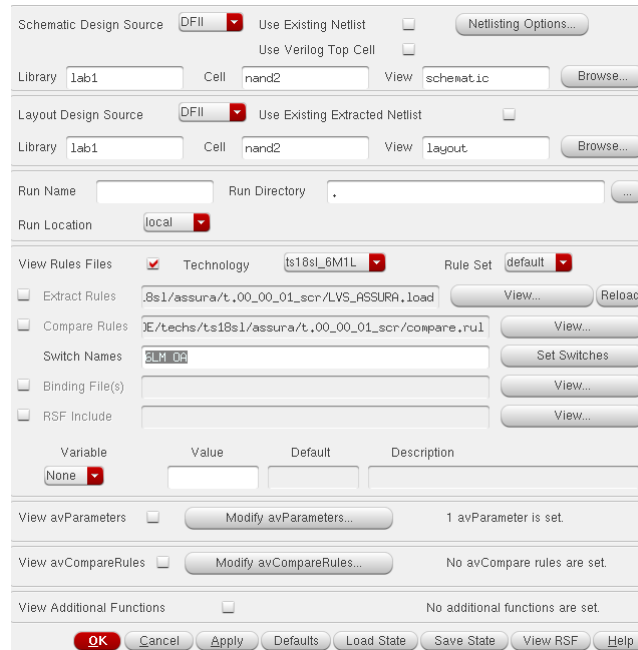 Schematic Design Source DFII Use Existing Netlist Netlisting Options...
Use Verilog Top Cell
Library lab1 Cell nand2 View schematic Browse...
Layout Design Source DFII Use Existing Extracted Netlist
Library lab1 Cell nand2 View layout Browse...
Run Name Run Directory . ...
Run Location local
View Rules Files Technology ts18sl_6M1L Rule Set default
Extract Rules .8sl/assura/t.00_00_01_scr/LVS_ASSURA.load View... Reload
Compare Rules DE/techs/ts18sl/assura/t.00_00_01_scr/compare.rul View...
Switch Names 6LM_OA Set Switches
Binding File(s) View...
RSF Include View...
Variable Value Default Description
None
View avParameters Modify avParameters... 1 avParameter is set.
View avCompareRules Modify avCompareRules... No avCompare rules are set.
View Additional Functions No additional functions are set.
OK Cancel Apply Defaults Load State Save State View RSF Help